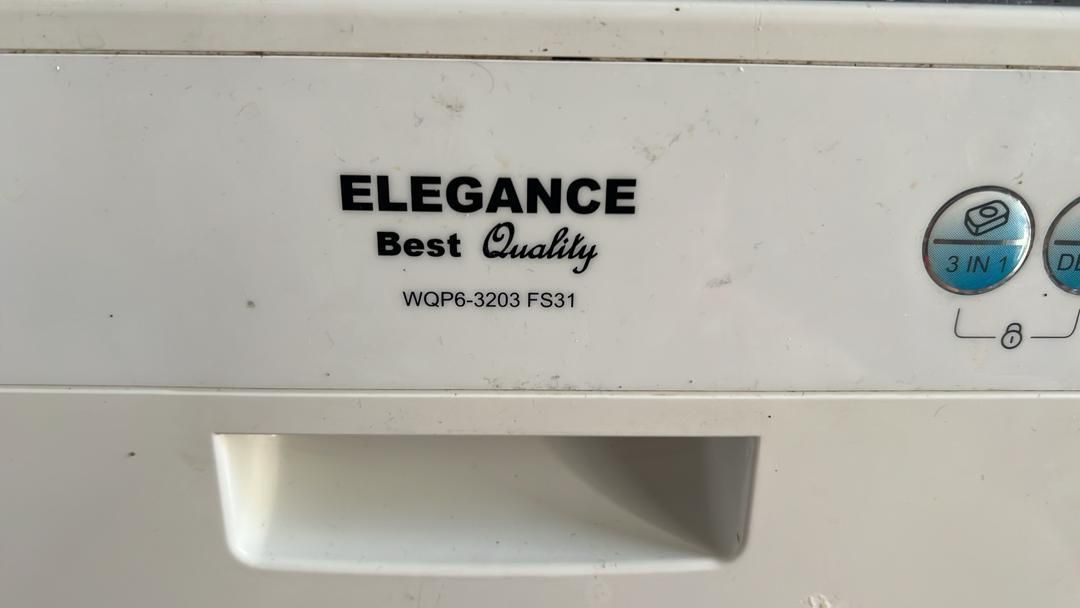 ELEGANCE
Best Quality
WQP6-3203 FS31
3 IN 1